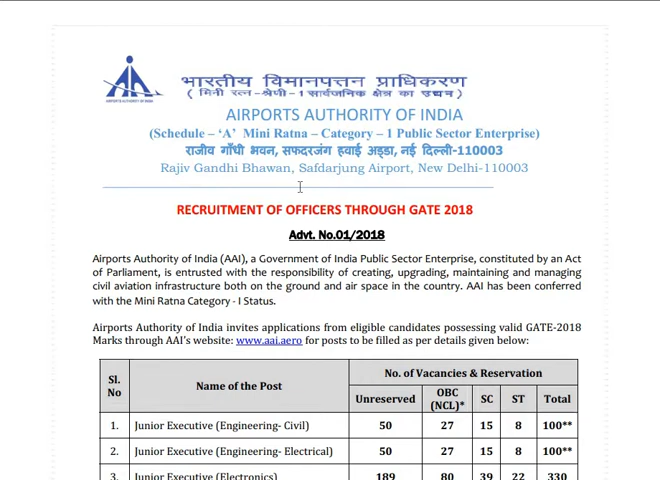 भारतीय विमानपत्तन प्राधिकरण
( मिनी रत्न-श्रेणी-1 सार्वजनिक क्षेत्र का उद्यम )
AIRPORTS AUTHORITY OF INDIA
(Schedule – ‘A’ Mini Ratna – Category – 1 Public Sector Enterprise)
राजीव गाँधी भवन, सफदरजंग हवाई अड्डा, नई दिल्ली-110003
Rajiv Gandhi Bhawan, Safdarjung Airport, New Delhi-110003
RECRUITMENT OF OFFICERS THROUGH GATE 2018
Advt. No.01/2018
Airports Authority of India (AAI), a Government of India Public Sector Enterprise, constituted by an Act
of Parliament, is entrusted with the responsibility of creating, upgrading, maintaining and managing
civil aviation infrastructure both on the ground and air space in the country. AAI has been conferred
with the Mini Ratna Category - I Status.
Airports Authority of India invites applications from eligible candidates possessing valid GATE-2018
Marks through AAI’s website: www.aai.aero for posts to be filled as per details given below:
Sl. No Name of the Post No. of Vacancies & Reservation
Unreserved OBC (NCL)* SC ST Total
1. Junior Executive (Engineering- Civil) 50 27 15 8 100**
2. Junior Executive (Engineering- Electrical) 50 27 15 8 100**
3. Junior Executive (Electronics) 189 80 39 22 330